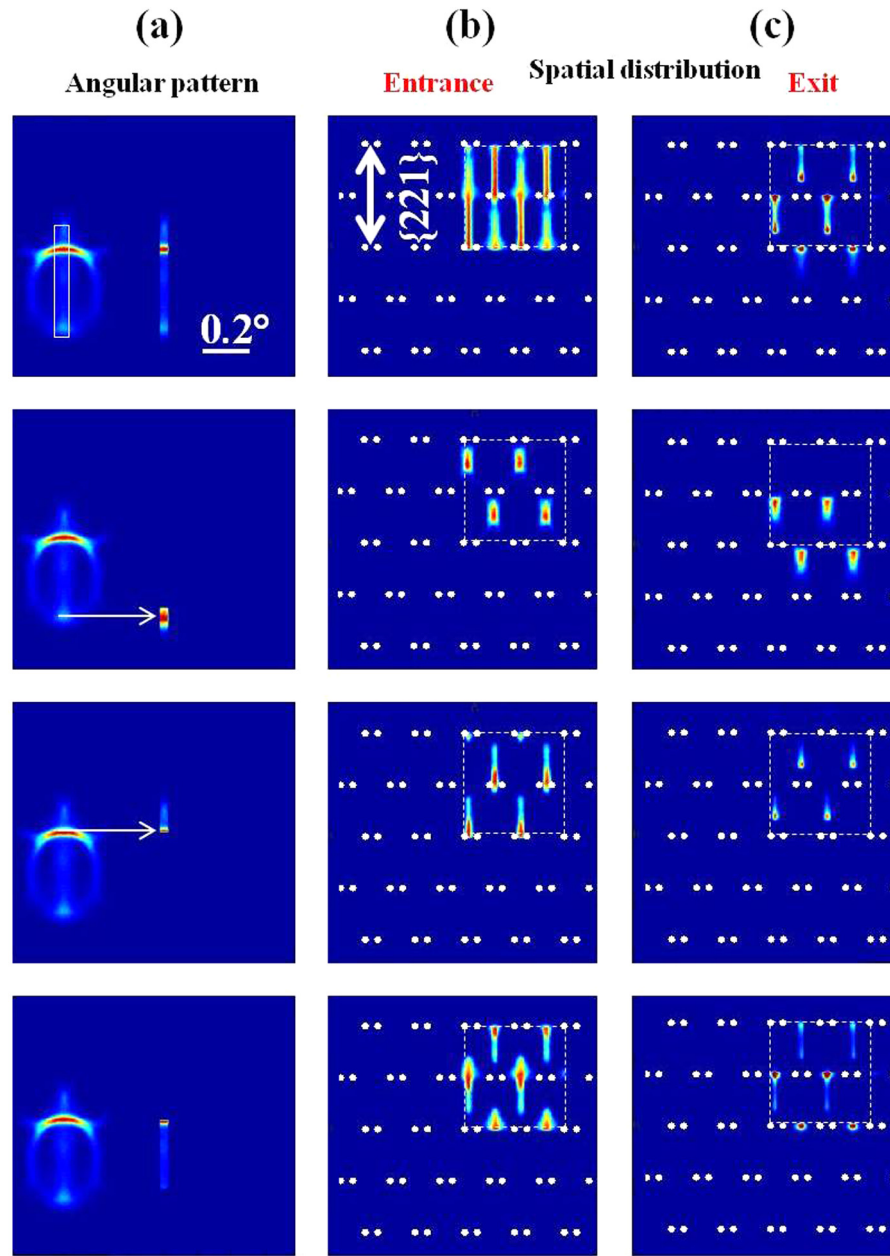 (a)
(b)
(c)
Angular pattern
Entrance
Spatial distribution
Exit
{221}
0.2°